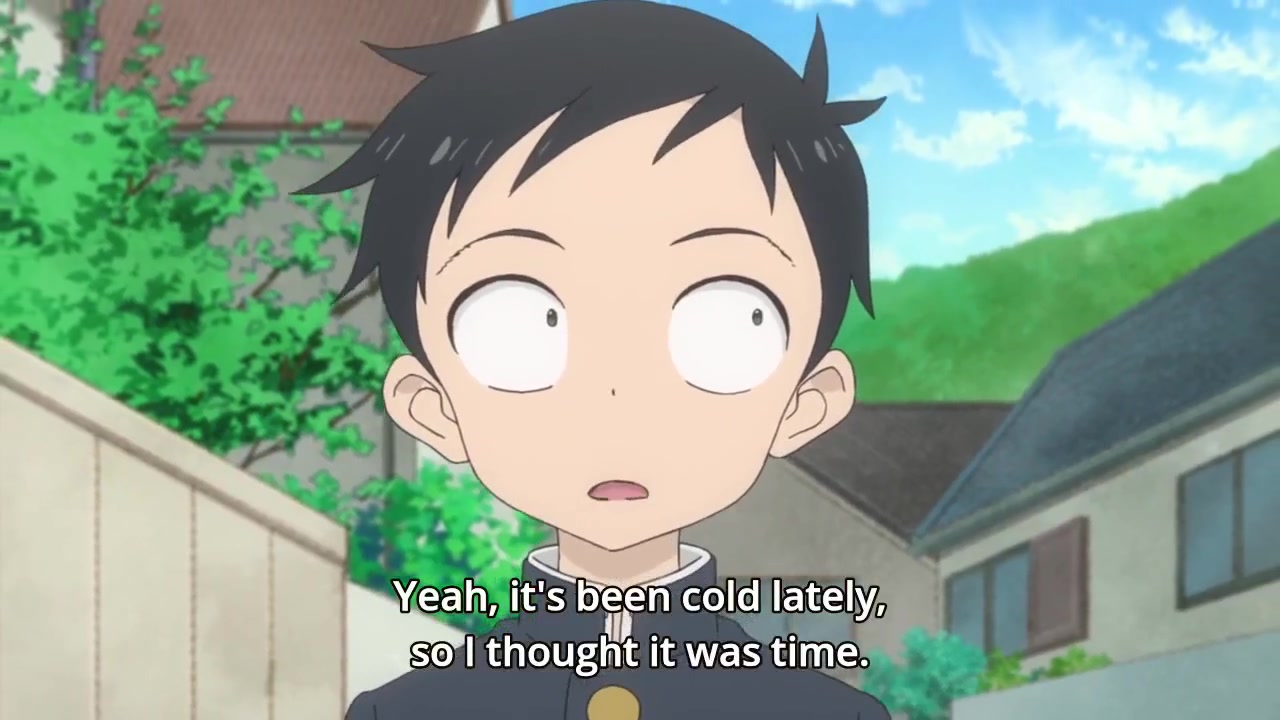 Yeah, it's been cold lately,
so I thought it was time.